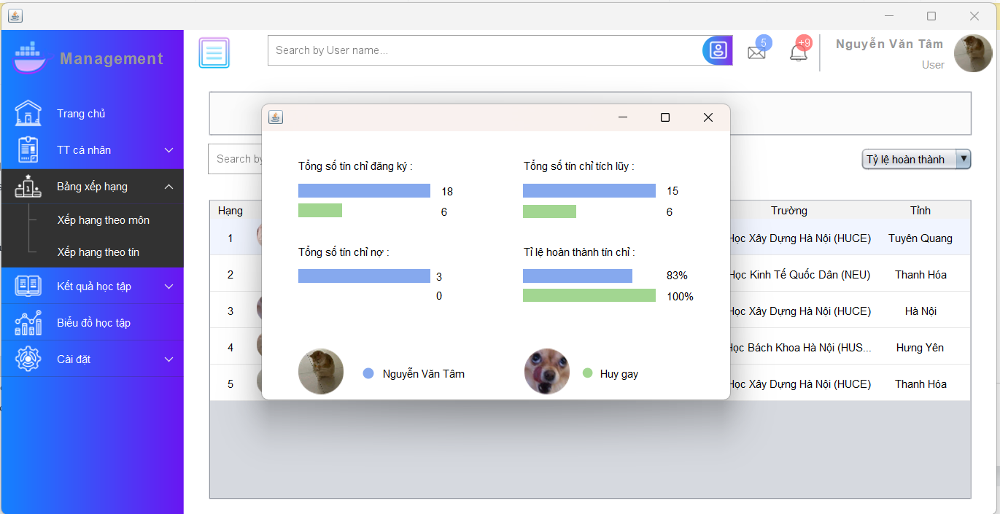 Management
Search by User name...
5
+9
Nguyễn Văn Tâm
User
Trang chủ
TT cá nhân
Bảng xếp hạng
Xếp hạng theo môn
Xếp hạng theo tín
Kết quả học tập
Biểu đồ học tập
Cài đặt
Search by
Tỷ lệ hoàn thành
Hạng Trường Tỉnh
1 Học Xây Dựng Hà Nội (HUCE) Tuyên Quang
2 Học Kinh Tế Quốc Dân (NEU) Thanh Hóa
3 Học Xây Dựng Hà Nội (HUCE) Hà Nội
4 Học Bách Khoa Hà Nội (HUS... Hưng Yên
5 Học Xây Dựng Hà Nội (HUCE) Thanh Hóa
Tổng số tín chỉ đăng ký :
18
6
Tổng số tín chỉ tích lũy :
15
6
Tổng số tín chỉ nợ :
3
0
Tỉ lệ hoàn thành tín chỉ :
83%
100%
Nguyễn Văn Tâm
Huy gay